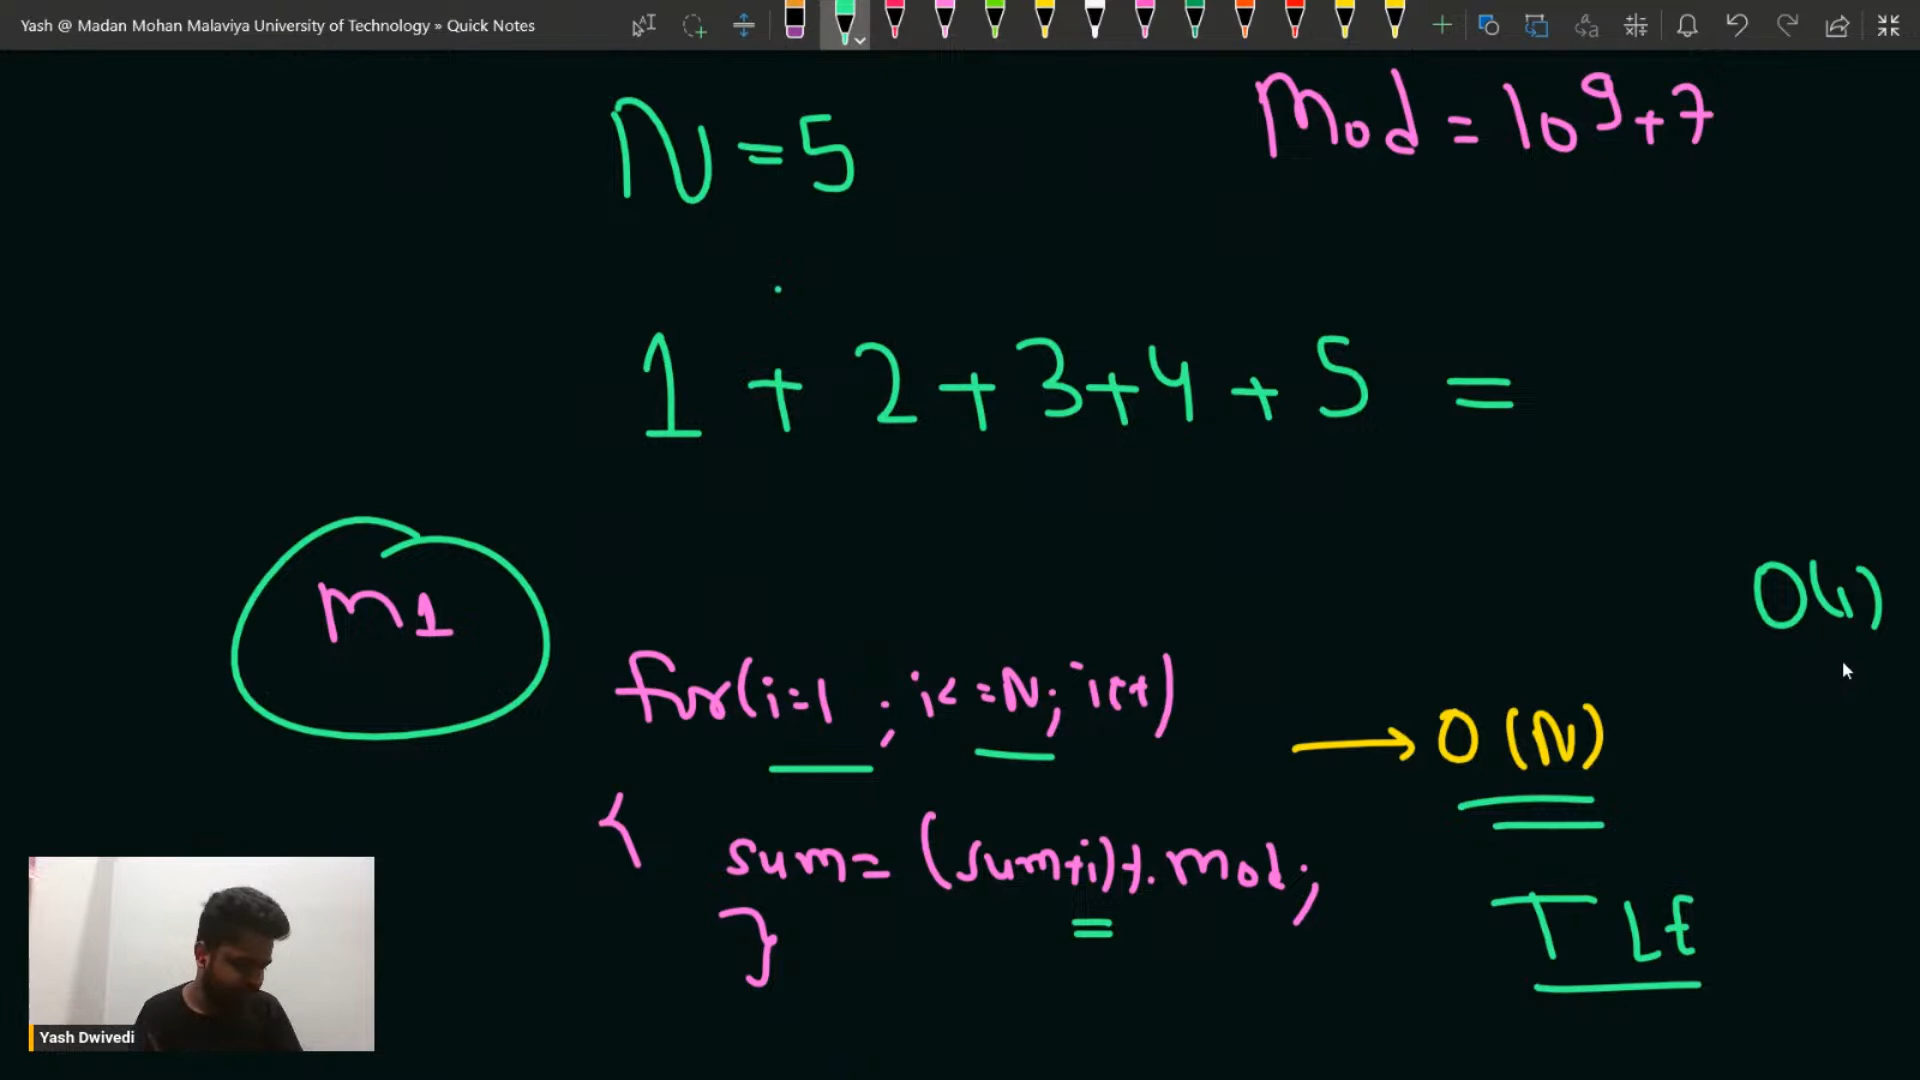 Yash @ Madan Mohan Malaviya University of Technology » Quick Notes
N=5
Mod = 10^9+7
1 + 2 + 3 + 4 + 5 =
M1
O(1)
for(i=1 ; i<=N; i++)
→ O(N)
{
sum= (sum+i)%mod;
}
TLE
Yash Dwivedi